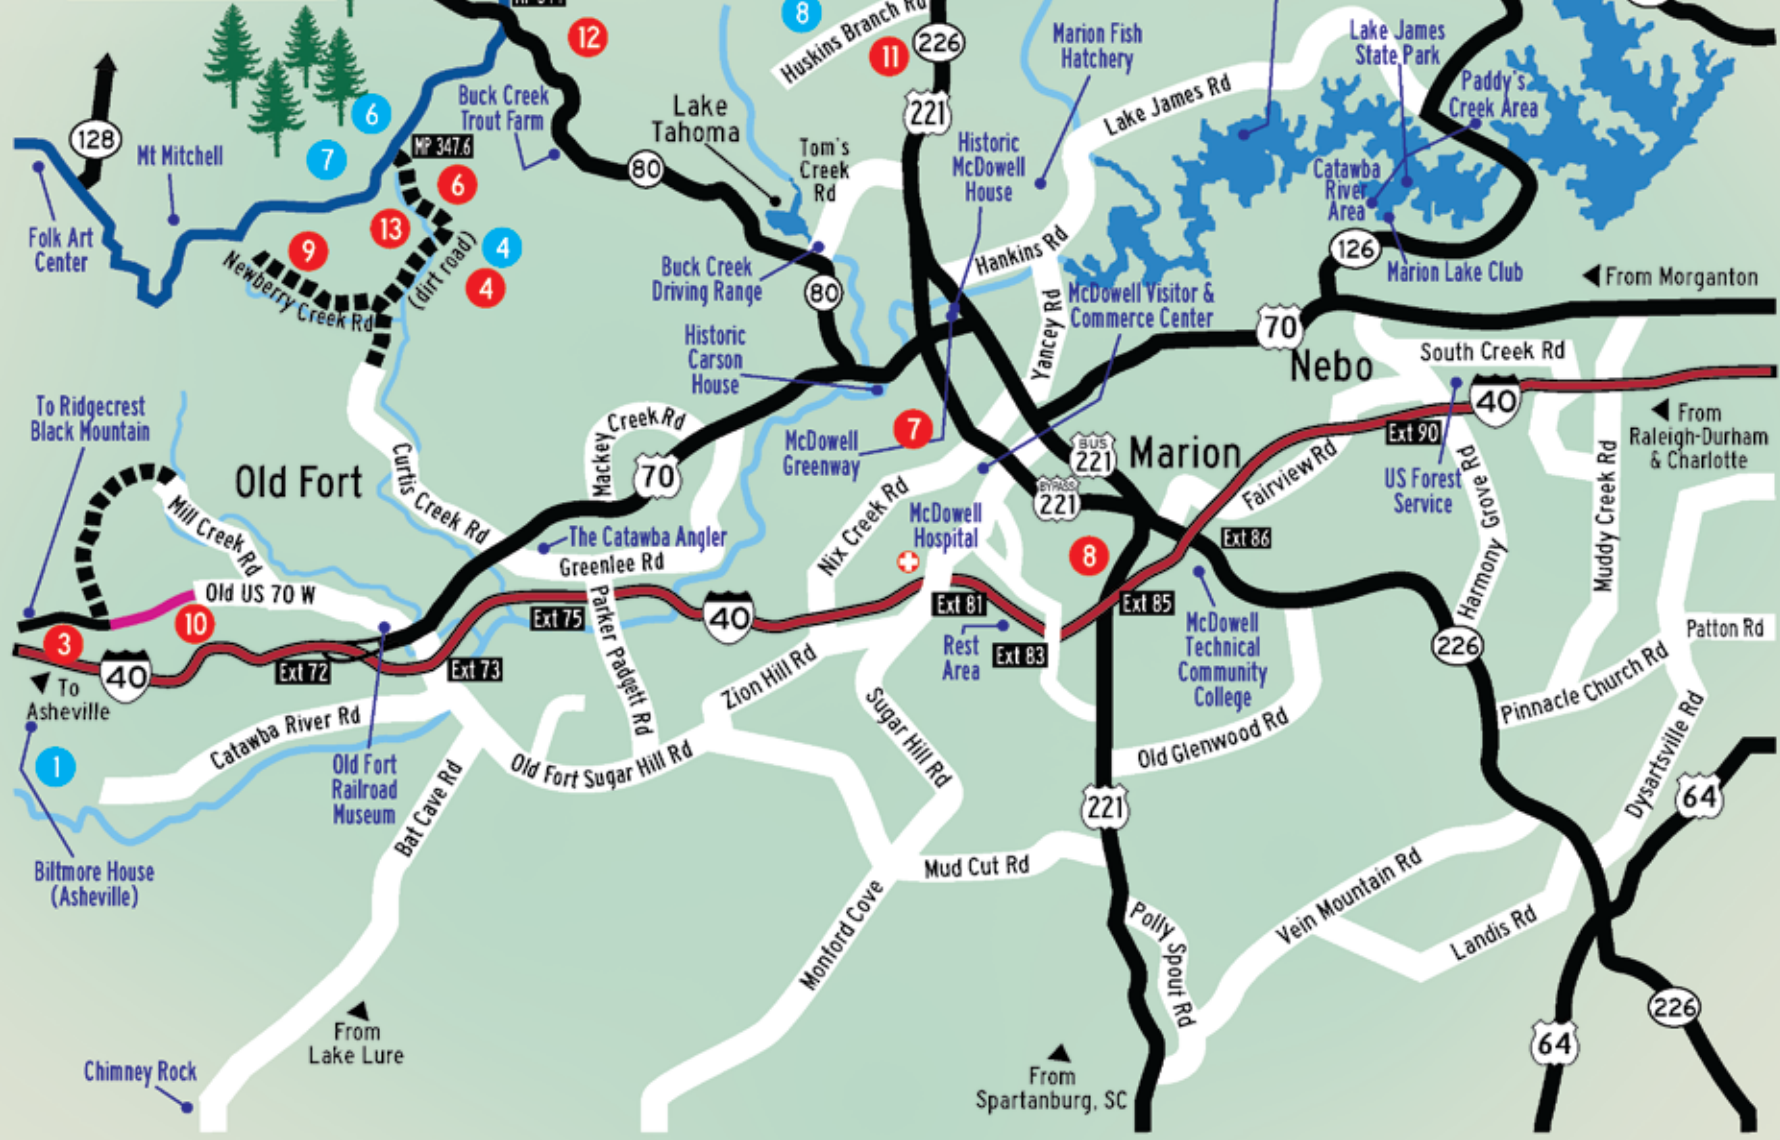 12
8
Huskins Branch Rd
11
226
221
Marion Fish
Hatchery
Lake James
State Park
Paddy's
Creek Area
Lake James Rd
128
6
7
Mt Mitchell
MP 347.6
Buck Creek
Trout Farm
Lake
Tahoma
80
Tom's
Creek
Rd
Historic
McDowell
House
Catawba
River
Area
126
Marion Lake Club
From Morganton
Folk Art
Center
6
13
9
4
4
(dirt road)
Newberry Creek Rd
Buck Creek
Driving Range
80
Hankins Rd
Yancey Rd
McDowell Visitor &
Commerce Center
70
Nebo
South Creek Rd
Historic
Carson
House
40
From
Raleigh-Durham
& Charlotte
To Ridgecrest
Black Mountain
Mackey Creek Rd
70
McDowell
Greenway
7
BUS
221
Marion
Ext 90
Fairview Rd
US Forest
Service
Harmony Grove Rd
Muddy Creek Rd
Old Fort
Curtis Creek Rd
Mill Creek Rd
BYPASS
221
Nix Creek Rd
McDowell
Hospital
The Catawba Angler
Greenlee Rd
8
Ext 86
Old US 70 W
10
3
40
Ext 72
Ext 73
Ext 75
Parker Padgett Rd
40
Ext 81
Rest
Area
Ext 83
Ext 85
McDowell
Technical
Community
College
226
Patton Rd
Pinnacle Church Rd
To
Asheville
1
Catawba River Rd
Zion Hill Rd
Sugar Hill Rd
Old Fort Sugar Hill Rd
Old Glenwood Rd
Dysartsville Rd
64
Old Fort
Railroad
Museum
Bat Cave Rd
221
Biltmore House
(Asheville)
Mud Cut Rd
Monford Cove
Polly Spout Rd
Vein Mountain Rd
Landis Rd
From
Lake Lure
Chimney Rock
From
Spartanburg, SC
64
226